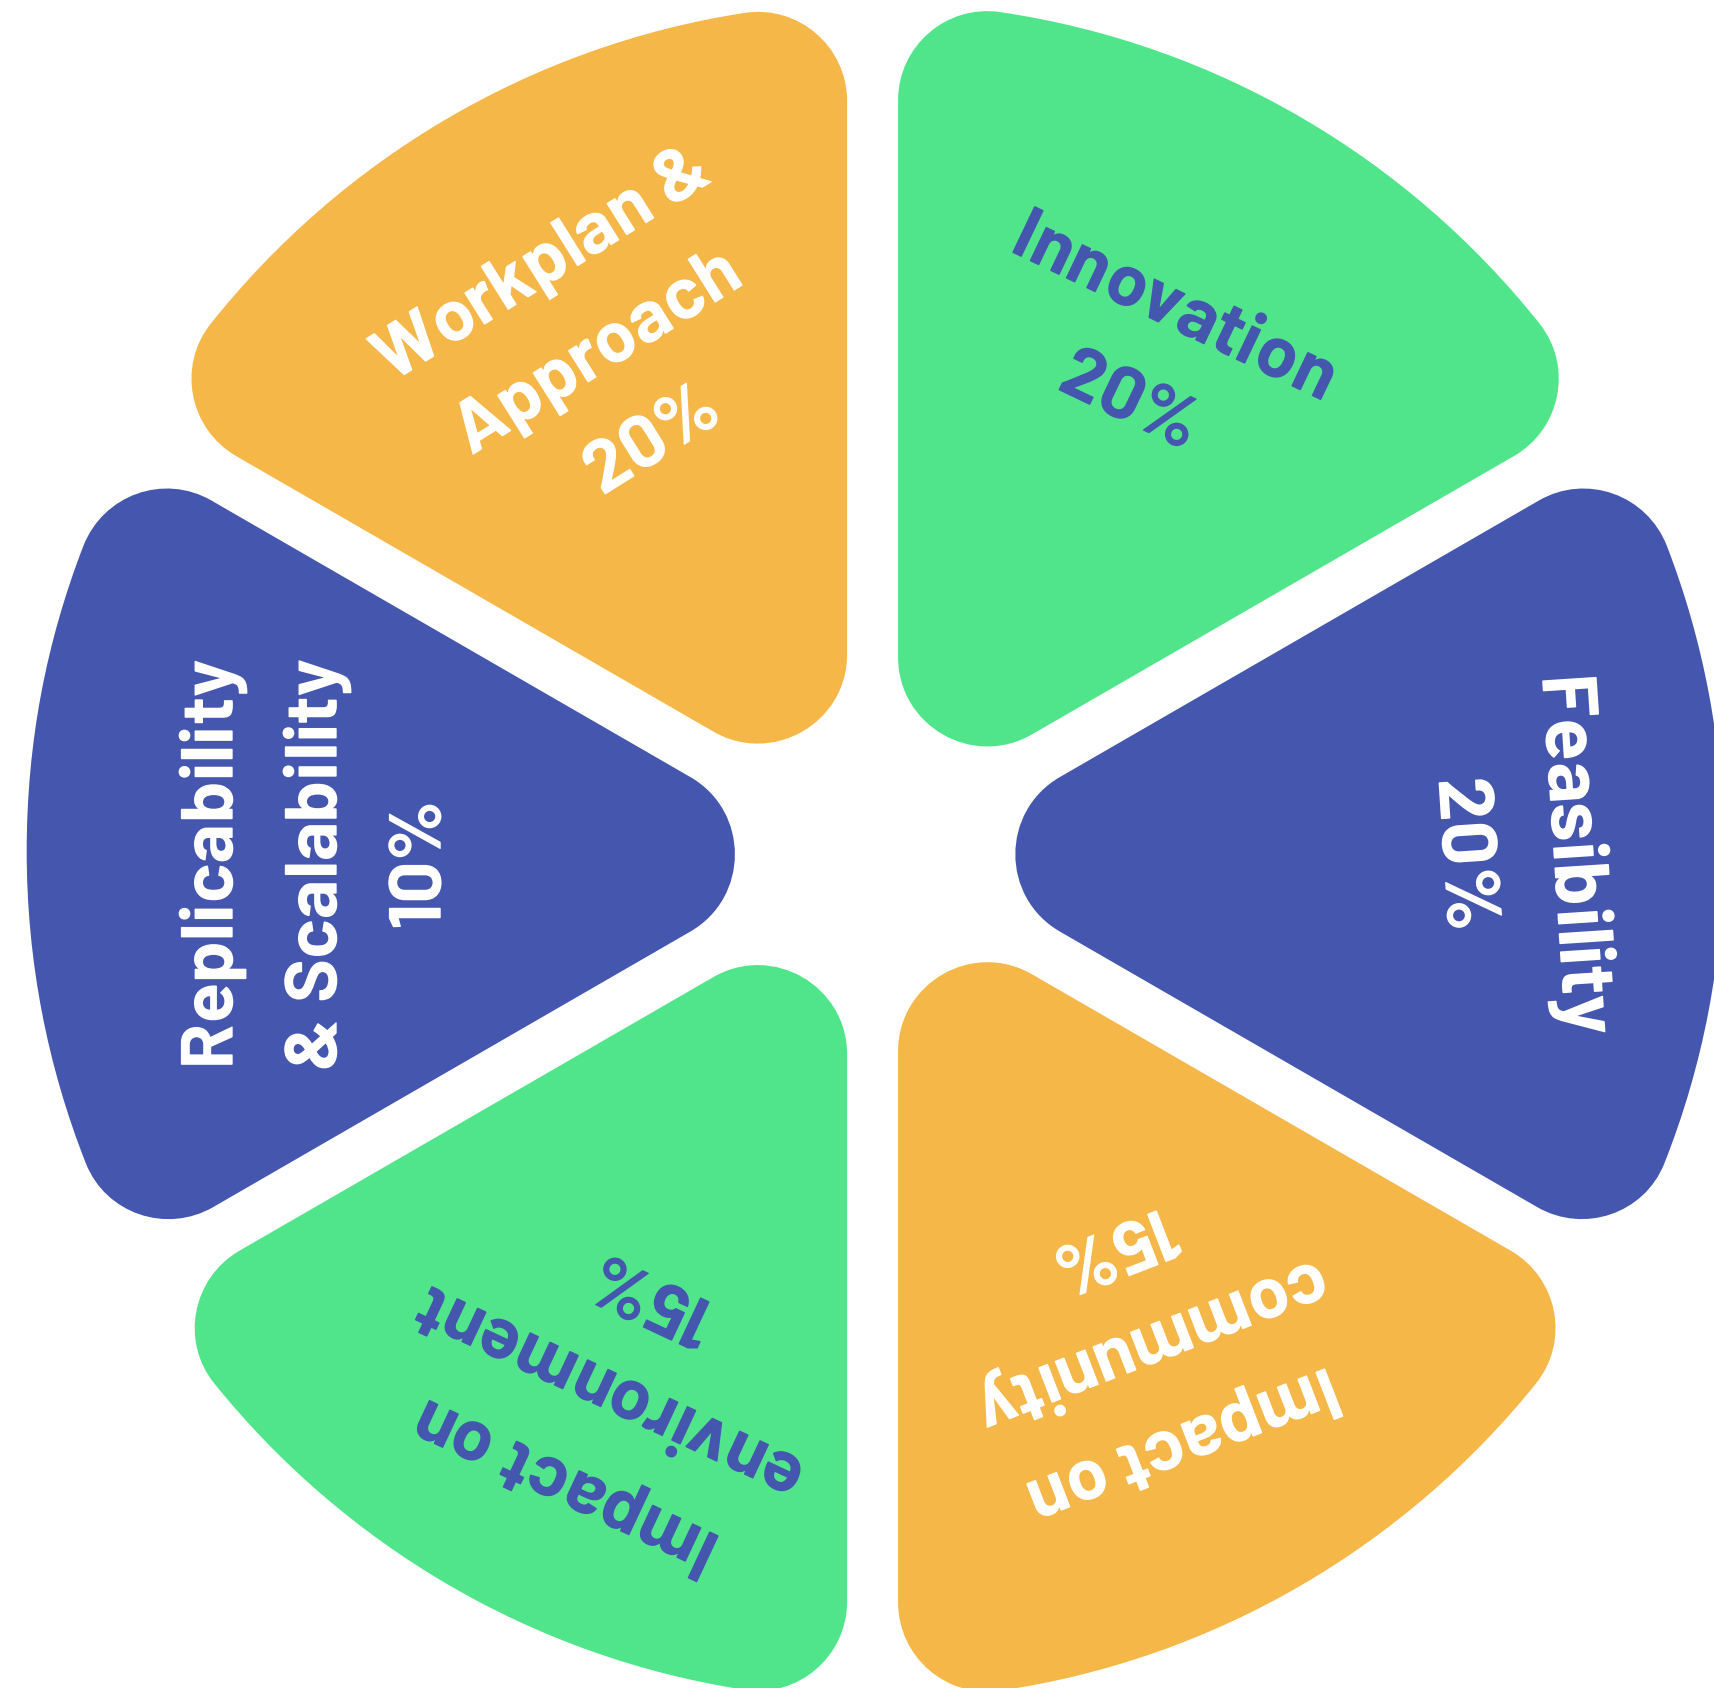 Workplan &
Approach
20%
Innovation
20%
Feasibility
20%
Impact on
community
15%
Impact on
environment
15%
Replicability
& Scalability
10%